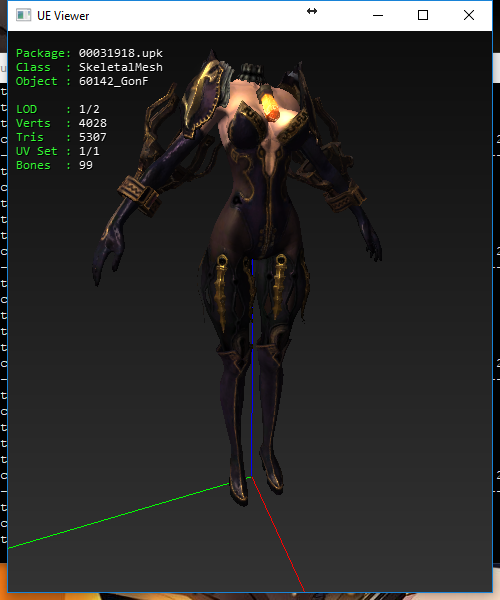 UE Viewer
Package: 00031918.upk
Class : SkeletalMesh
Object : 60142_GonF
LOD : 1/2
Verts : 4028
Tris : 5307
UV Set : 1/1
Bones : 99